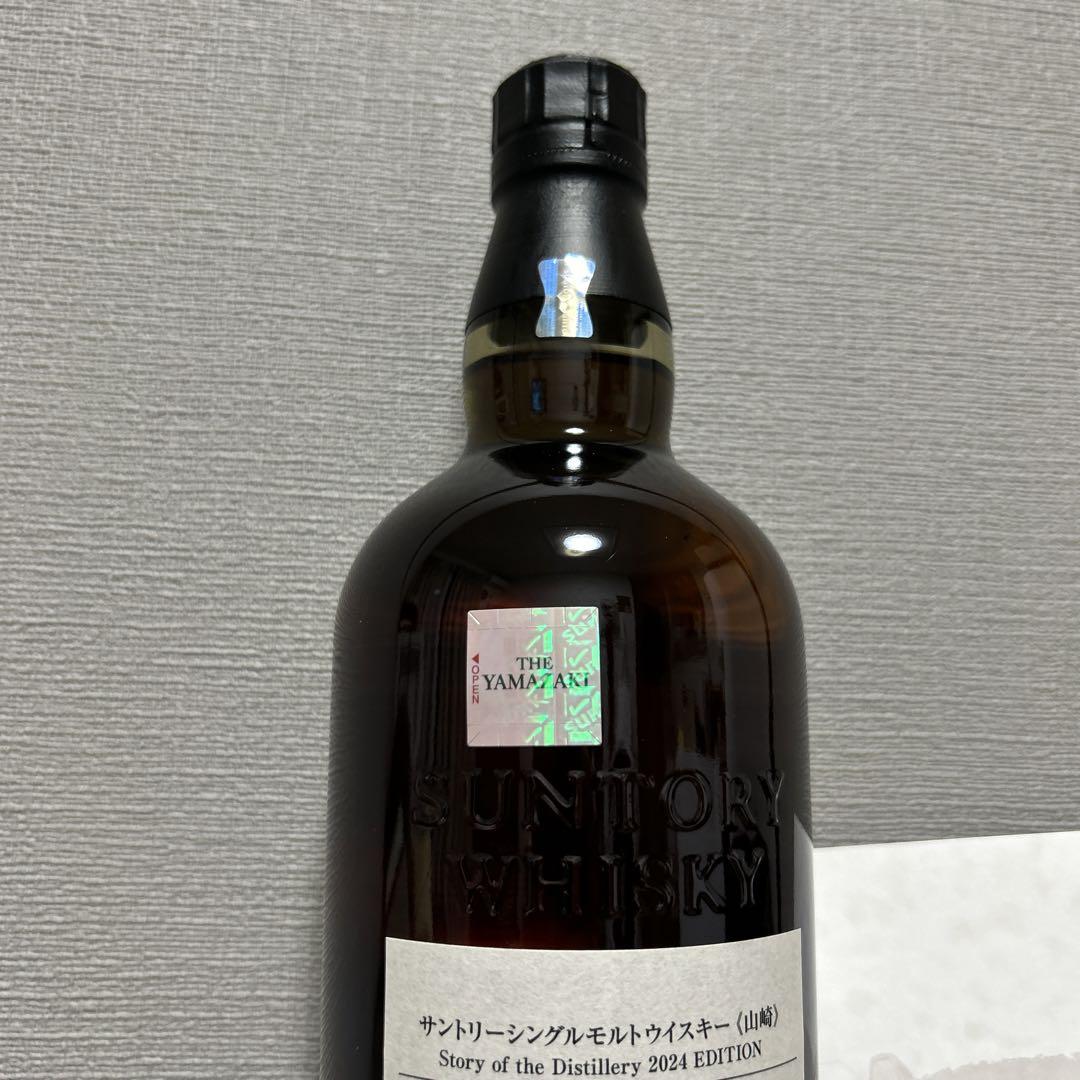 THE
YAMAZAKI
OPEN
SUNTORY
WHISKY
サントリーシングルモルトウイスキー《山崎》
Story of the Distillery 2024 EDITION